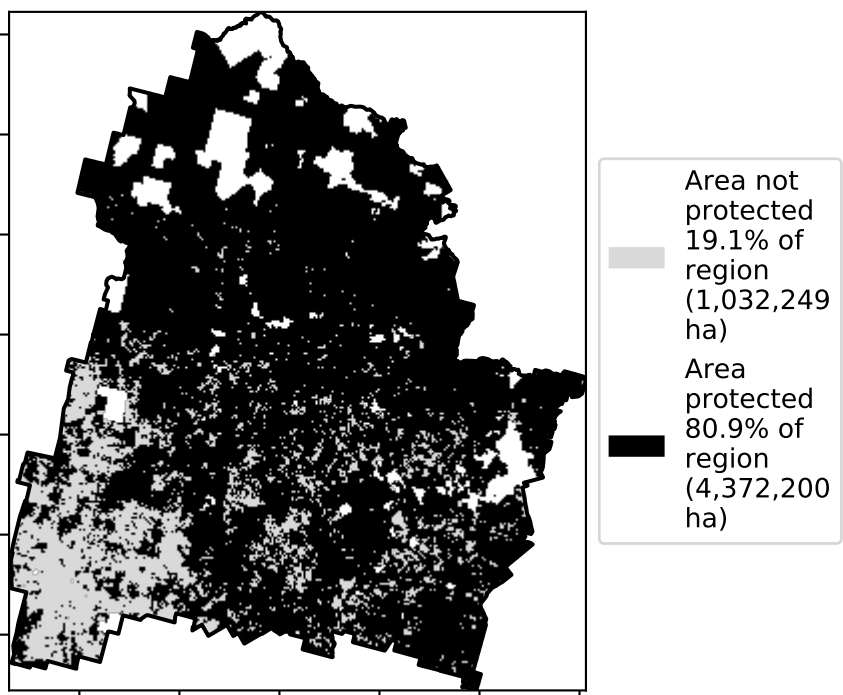 Area not
protected
19.1% of
region
(1,032,249
ha)
Area
protected
80.9% of
region
(4,372,200
ha)